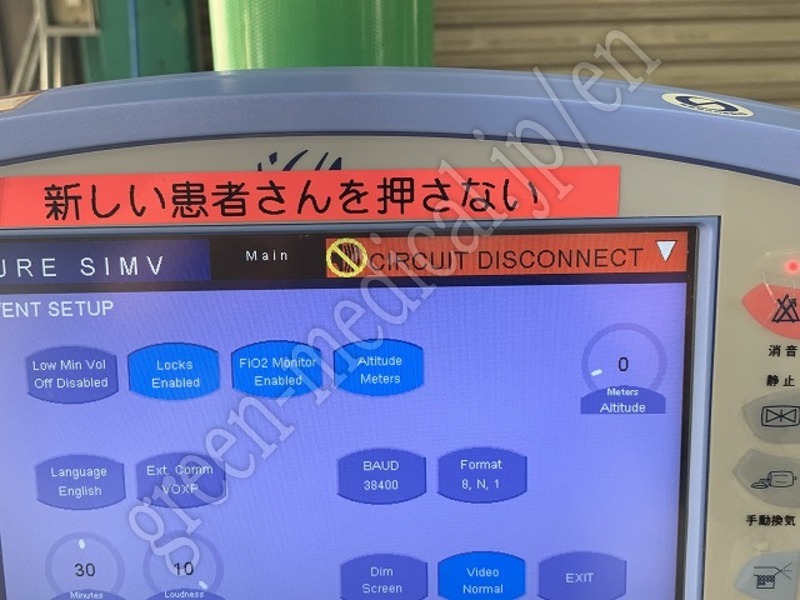 新しい患者さんを押さない
URE SIMV
Main
CIRCUIT DISCONNECT
VENT SETUP
Low Min Vol
Off Disabled
Locks
Enabled
FiO2 Monitor
Enabled
Altitude
Meters
0
Meters
Altitude
消音
静止
Language
English
Ext. Comm
VOXP
BAUD
38400
Format
8, N, 1
手動換気
30
Minutes
10
Loudness
Dim
Screen
Video
Normal
EXIT
green-medical.jp/en